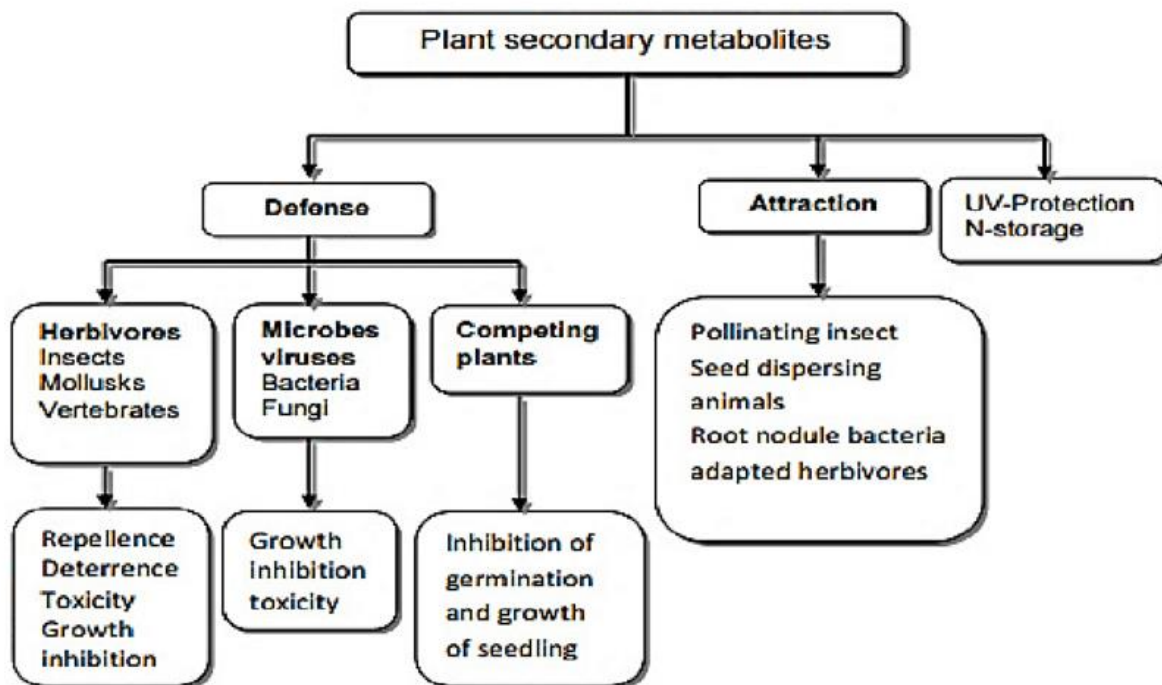 Plant secondary metabolites
Defense
Attraction
UV-Protection
N-storage
Herbivores
Insects
Mollusks
Vertebrates
Microbes
viruses
Bacteria
Fungi
Competing
plants
Pollinating insect
Seed dispersing
animals
Root nodule bacteria
adapted herbivores
Repellence
Deterrence
Toxicity
Growth
inhibition
Growth
inhibition
toxicity
Inhibition of
germination
and growth
of seedling